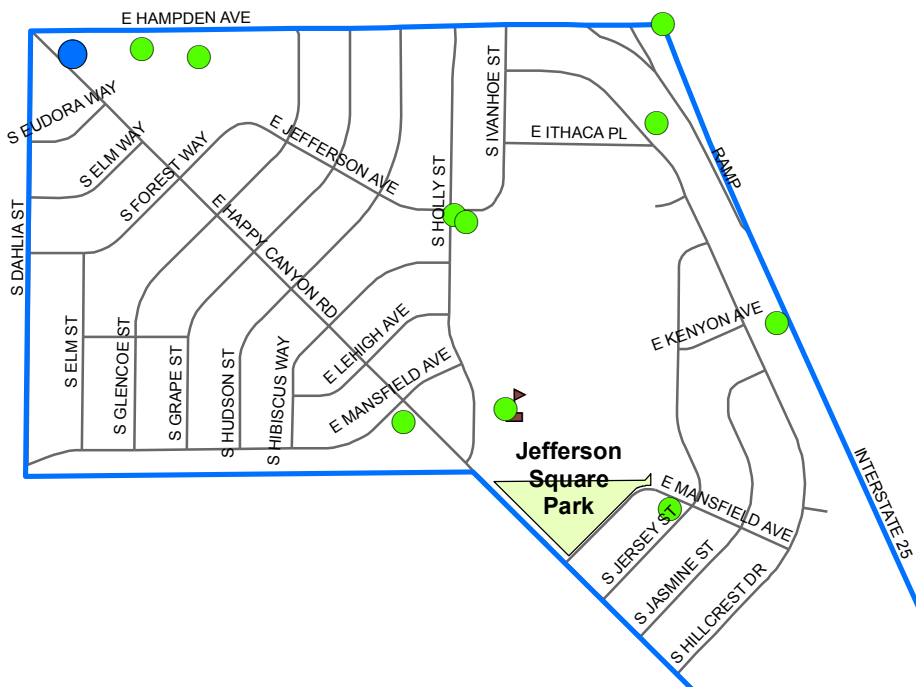 E HAMPDEN AVE
S EUDORA WAY
S ELM WAY
S FOREST WAY
E JEFFERSON AVE
S HOLLY ST
S IVANHOE ST
E ITHACA PL
RAMP
S DAHLIA ST
E HAPPY CANYON RD
S ELM ST
S GLENCOE ST
S GRAPE ST
S HUDSON ST
S HIBISCUS WAY
E LEHIGH AVE
E MANSFIELD AVE
E KENYON AVE
INTERSTATE 25
Jefferson
Square
Park
E MANSFIELD AVE
S JERSEY ST
S JASMINE ST
S HILLCREST DR